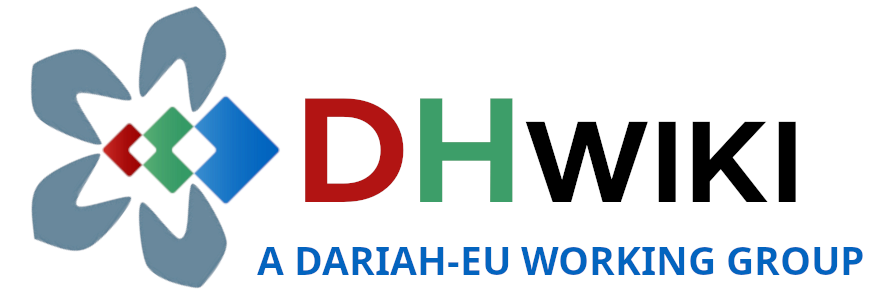 DHWIKI
A DARIAH-EU WORKING GROUP